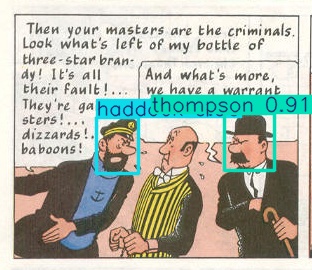 Then your masters are the criminals.
Look what's left of my bottle of
three-star bran-
dy! It's all
their fault!...
They're ga
sters!...
dizzards!.
baboons!
And what's more,
we have a warrant
hadd
thompson 0.91